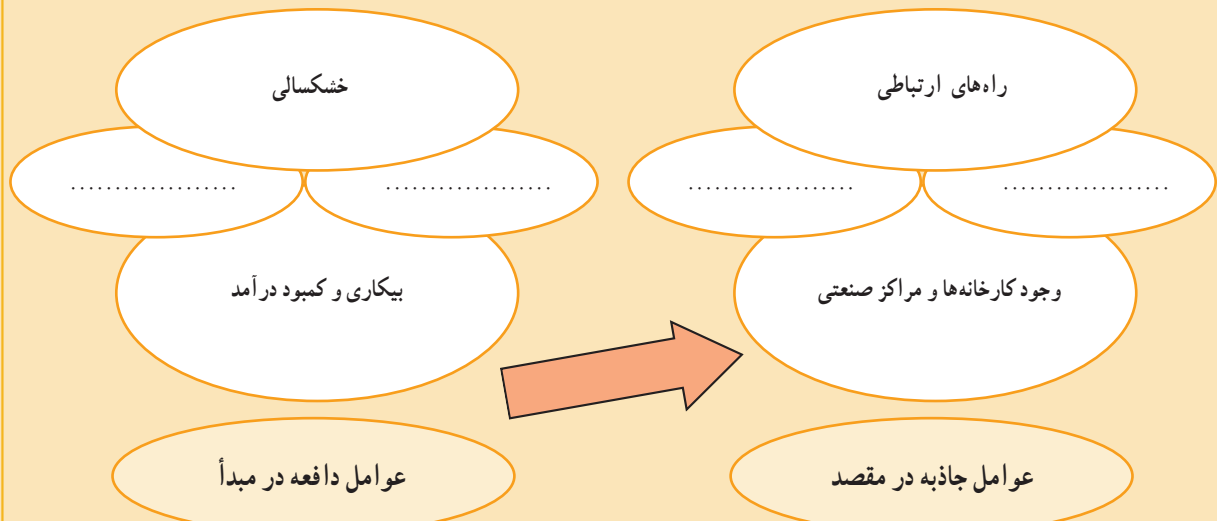 راه‌های ارتباطی
خشکسالی
...................
...................
...................
...................
وجود کارخانه‌ها و مراکز صنعتی
بیکاری و کمبود درآمد
عوامل جاذبه در مقصد
عوامل دافعه در مبدأ